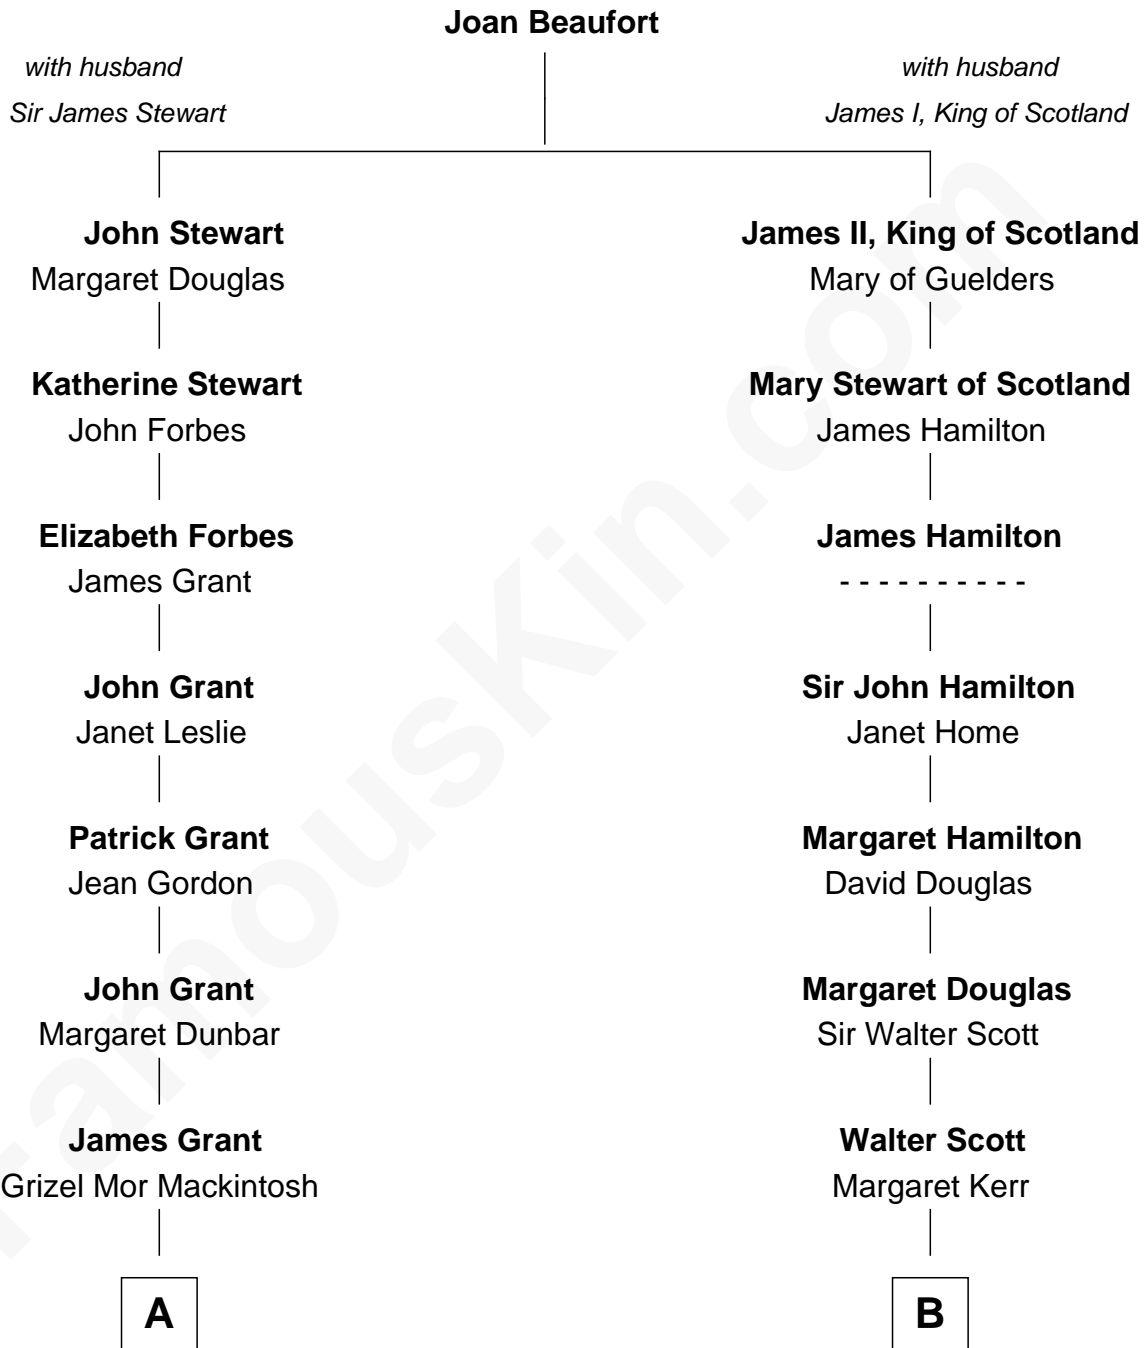 Joan Beaufort
with husband
Sir James Stewart
with husband
James I, King of Scotland
John Stewart
Margaret Douglas
James II, King of Scotland
Mary of Guelders
Katherine Stewart
John Forbes
Mary Stewart of Scotland
James Hamilton
Elizabeth Forbes
James Grant
James Hamilton
- - - - - - - - - -
John Grant
Janet Leslie
Sir John Hamilton
Janet Home
Patrick Grant
Jean Gordon
Margaret Hamilton
David Douglas
John Grant
Margaret Dunbar
Margaret Douglas
Sir Walter Scott
James Grant
Grizel Mor Mackintosh
Walter Scott
Margaret Kerr
A
B
FamousKin.com